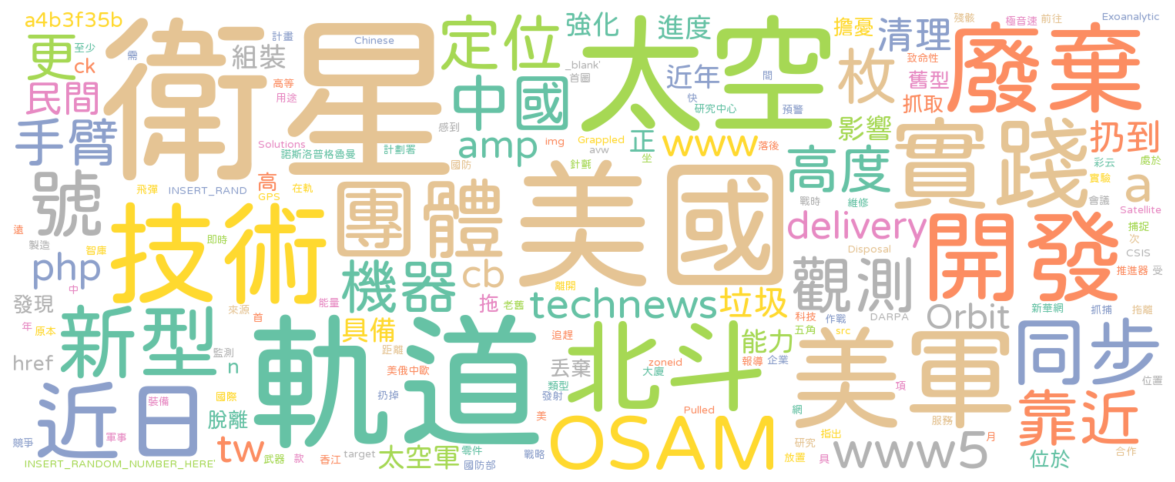 a4b3f35b
更
至少
ck
民間
手臂
號
衛星
計畫
需
組裝
高等
用途
Chinese
Solutions
諾斯洛普格魯曼
計劃署
感到
國防
定位
中國
amp
強化
進度
_blank'
首圖
近年
研究中心
img
Grappled
avw
針對
坐
正
快
太空
www
落後
預警
擔憂
清理
枚
舊型
抓取
影響
高度
致命性
殘骸
極音速
前往
Exoanalytic
廢棄
實踐
扔到
彩云
處於
實驗
會議
a
Satellite
戰時
維修
飛彈
INSERT_RAND
高
GPS
在軌
遠
製造
智庫
即時
技術
團體
美國
delivery
Disposal
開發
捕捉
次
CSIS
推進器
受
php
中
發現
年
原本
新型
來源
首
能量
機器
cb
拖
老舊
technews
垃圾
觀測
Orbit
科技
作戰
DARPA
五角
src
新華網
抓捕
拖離
href
監測
n
具備
距離
美俄中歐
追趕
軌道
北斗
丟棄
類型
zoneid
大廈
能力
報導
企業
美軍
項
同步
位置
近日
裝備
國際
脫離
扔掉
發射
美
Pulled
網
指出
服務
靠近
競爭
軍事
tw
武器
款
香江
target
太空軍
零件
國防部
戰略
OSAM
研究
放置
具
www5
月
位於
合作
INSERT_RANDOM_NUMBER_HERE'